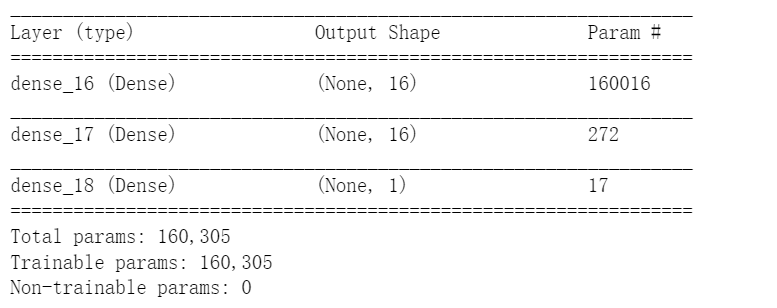 Layer (type) Output Shape Param #
dense_16 (Dense) (None, 16) 160016
dense_17 (Dense) (None, 16) 272
dense_18 (Dense) (None, 1) 17
Total params: 160,305
Trainable params: 160,305
Non-trainable params: 0